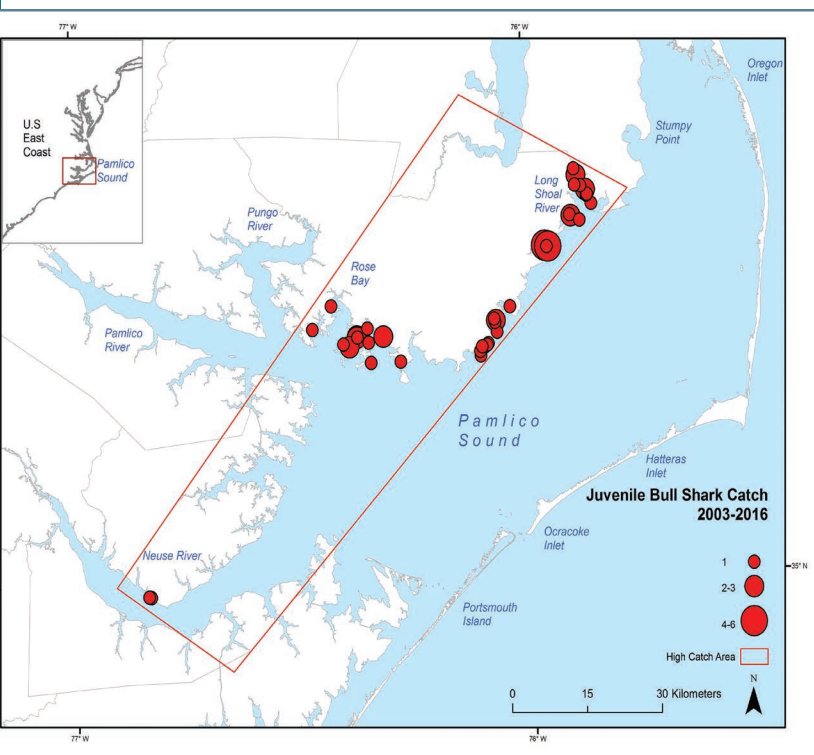 77° W
76° W
Oregon
Inlet
U.S
East
Coast
Pamlico
Sound
Stumpy
Point
Long
Shoal
River
Pungo
River
Rose
Bay
Pamlico
River
Pamlico
Sound
Hatteras
Inlet
Juvenile Bull Shark Catch
2003-2016
Ocracoke
Inlet
Neuse River
1
35° N
2-3
Portsmouth
Island
4-6
High Catch Area
N
0 15 30 Kilometers
77° W
76° W